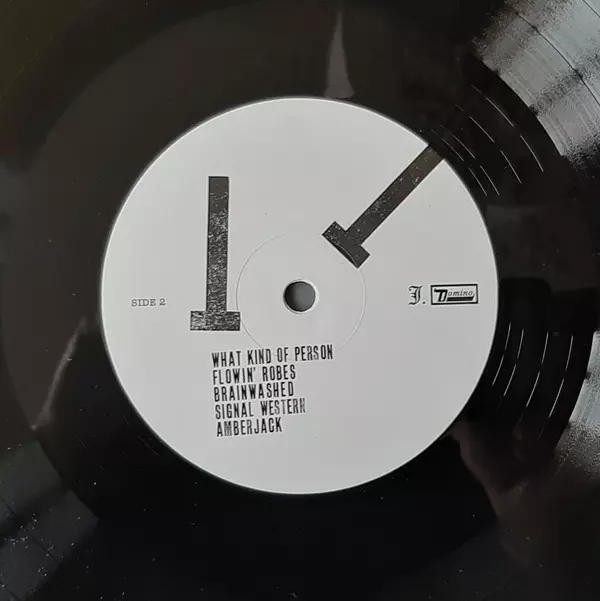 SIDE 2
J. Domino
WHAT KIND OF PERSON
FLOWIN' ROBES
BRAINWASHED
SIGNAL WESTERN
AMBERJACK